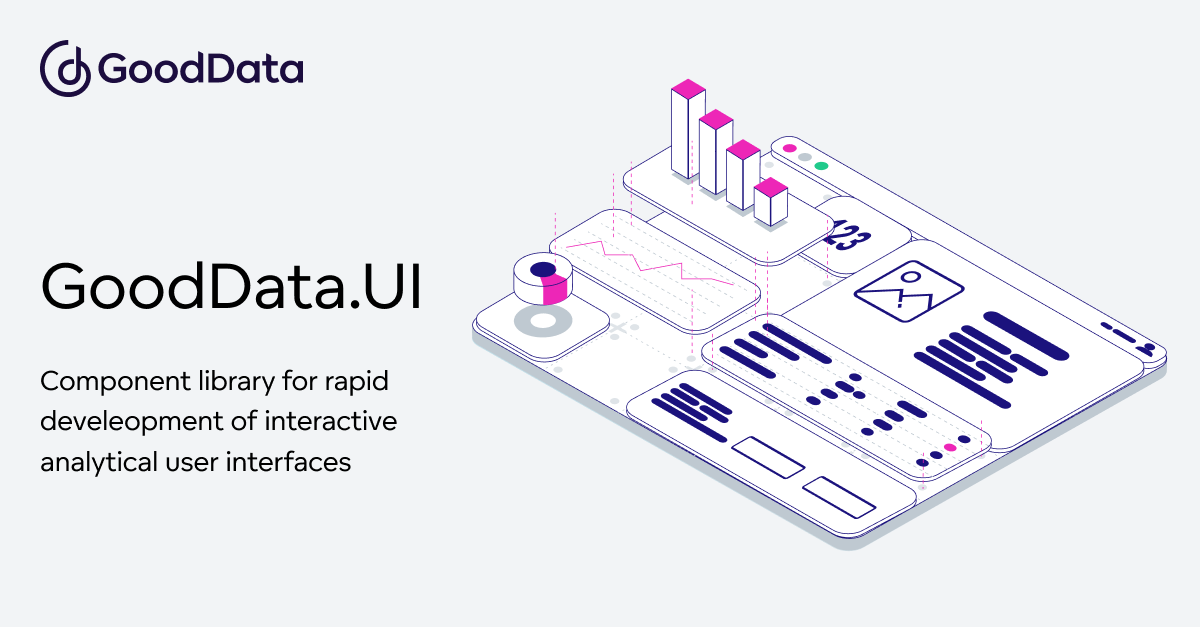 GoodData
GoodData.UI
Component library for rapid
develeopment of interactive
analytical user interfaces
123